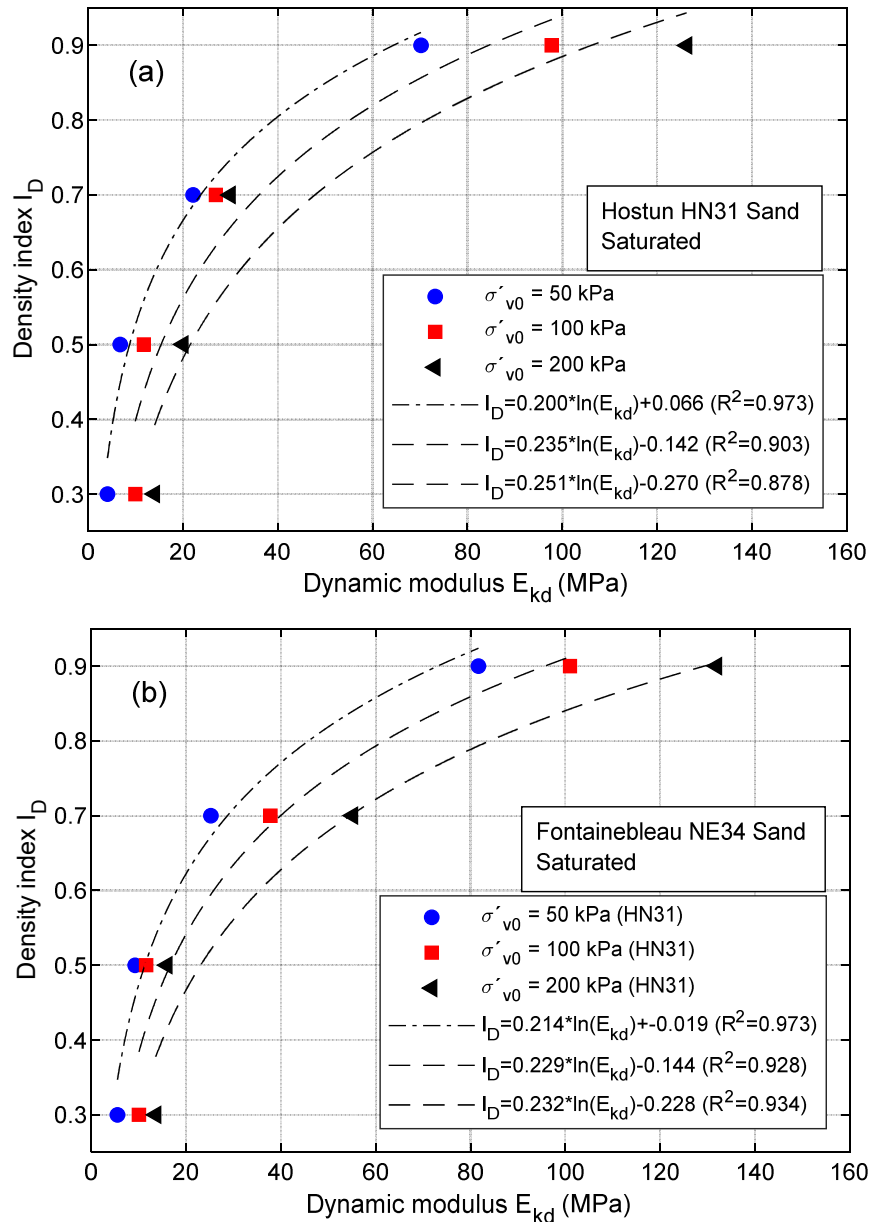 (a)
0.9
0.8
0.7
0.6
0.5
0.4
0.3
Density index I_D
Hostun HN31 Sand
Saturated
σ´v0 = 50 kPa
σ´v0 = 100 kPa
σ´v0 = 200 kPa
I_D=0.200*ln(E_kd)+0.066 (R²=0.973)
I_D=0.235*ln(E_kd)-0.142 (R²=0.903)
I_D=0.251*ln(E_kd)-0.270 (R²=0.878)
0 20 40 60 80 100 120 140 160
Dynamic modulus E_kd (MPa)
(b)
0.9
0.8
0.7
0.6
0.5
0.4
0.3
Density index I_D
Fontainebleau NE34 Sand
Saturated
σ´v0 = 50 kPa (HN31)
σ´v0 = 100 kPa (HN31)
σ´v0 = 200 kPa (HN31)
I_D=0.214*ln(E_kd)+-0.019 (R²=0.973)
I_D=0.229*ln(E_kd)-0.144 (R²=0.928)
I_D=0.232*ln(E_kd)-0.228 (R²=0.934)
0 20 40 60 80 100 120 140 160
Dynamic modulus E_kd (MPa)